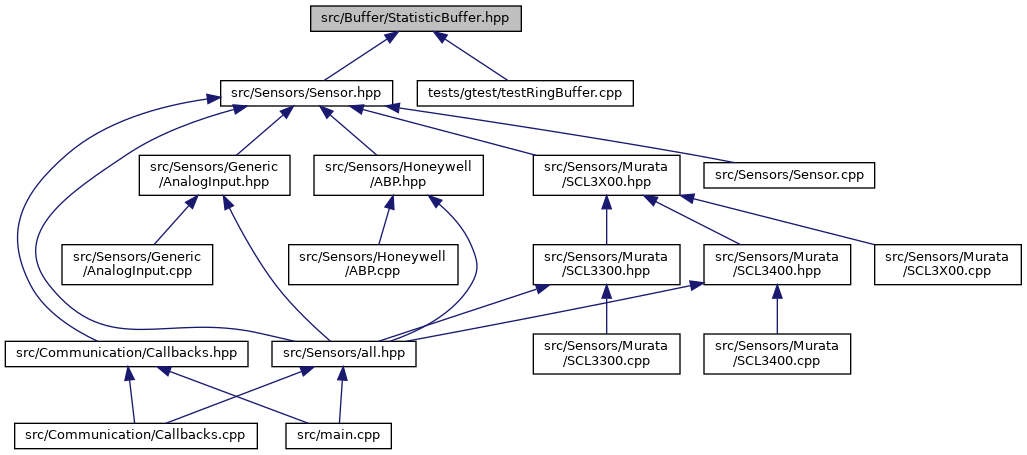 src/Buffer/StatisticBuffer.hpp
src/Sensors/Sensor.hpp
tests/gtest/testRingBuffer.cpp
src/Sensors/Generic
/AnalogInput.hpp
src/Sensors/Honeywell
/ABP.hpp
src/Sensors/Murata
/SCL3X00.hpp
src/Sensors/Sensor.cpp
src/Sensors/Generic
/AnalogInput.cpp
src/Sensors/Honeywell
/ABP.cpp
src/Sensors/Murata
/SCL3300.hpp
src/Sensors/Murata
/SCL3400.hpp
src/Sensors/Murata
/SCL3X00.cpp
src/Communication/Callbacks.hpp
src/Sensors/all.hpp
src/Sensors/Murata
/SCL3300.cpp
src/Sensors/Murata
/SCL3400.cpp
src/Communication/Callbacks.cpp
src/main.cpp